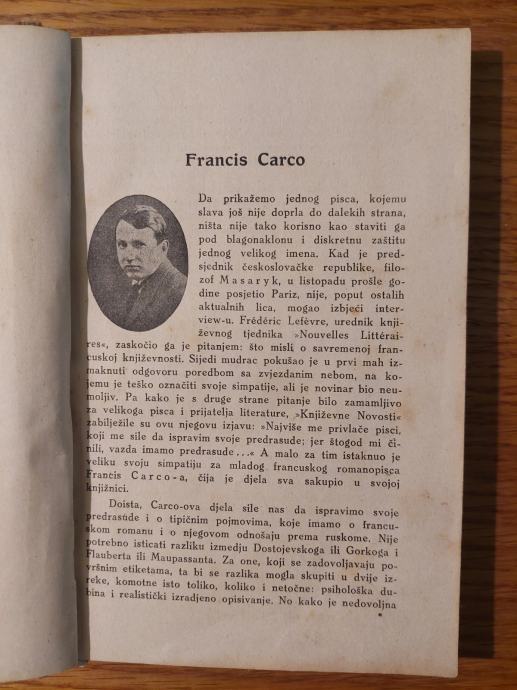 Francis Carco
Da prikažemo jednog pisca, kojemu
slava još nije doprla do dalekih strana,
ništa nije tako korisno kao staviti ga
pod blagonaklonu i diskretnu zaštitu
jednog velikog imena. Kad je pred-
sjednik českoslovačke republike, filo-
zof Masaryk, u listopadu prošle go-
dine posjetio Pariz, nije, poput ostalih
aktualnih lica, mogao izbjeći inter-
view-u. Frédéric Lefèvre, urednik knji-
ževnog tjednika »Nouvelles Littérai-
res«, zaskočio ga je pitanjem: što misli o savremenoj fran-
cuskoj književnosti. Sijedi mudrac pokušao je u prvi mah iz-
maknuti odgovoru poredbom sa zvjezdanim nebom, na ko-
jemu je teško označiti svoje simpatije, ali je novinar bio neu-
moljiv. Pa kako je s druge strane pitanje bilo zamamljivo
za velikoga pisca i prijatelja literature, »Književne Novosti«
zabilježile su ovu njegovu izjavu: »Najviše me privlače pisci,
koji me sile da ispravim svoje predrasude; jer štogod mi či-
nili, vazda imamo predrasude...« A malo za tim istaknuo je
veliku svoju simpatiju za mladog francuskog romanopisca
Francis Carco-a, čija je djela sva sakupio u svojoj
knjižnici.
Doista, Carco-ova djela sile nas da ispravimo svoje
predrasude i o tipičnim pojmovima, koje imamo o francu-
skom romanu i o njegovom odnošaju prema ruskome. Nije
potrebno isticati razliku izmedju Dostojevskoga ili Gorkoga i
Flauberta ili Maupassanta. Za one, koji se zadovoljavaju po-
vršnim etiketama, ta bi se razlika mogla skupiti u dvije iz-
reke, komotne isto toliko, koliko i netočne: psihološka du-
bina i realistički izradjeno opisivanje. No kako je nedovoljna